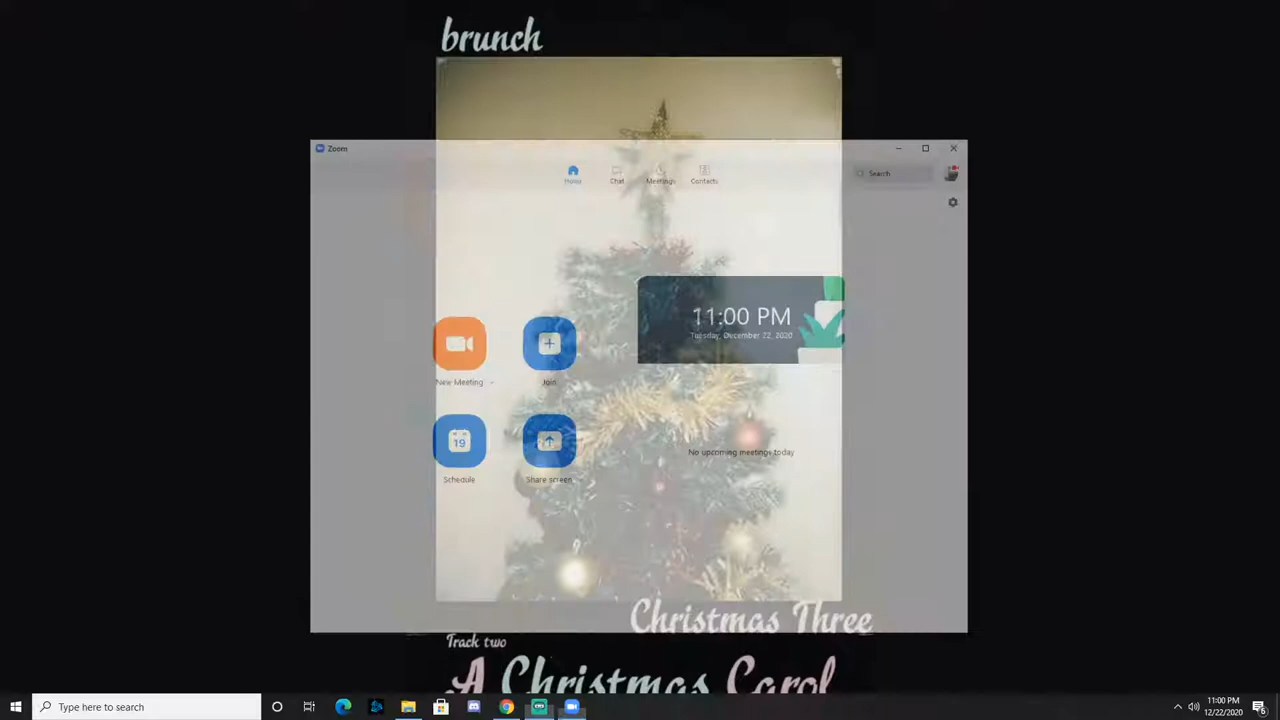 brunch
Zoom
Home
Chat
Meetings
Contacts
Search
11:00 PM
Tuesday, December 22, 2020
New Meeting
Join
19
Schedule
Share screen
No upcoming meetings today
Christmas Three
Track two
A Christmas Carol
Type here to search
11:00 PM
12/22/2020
6